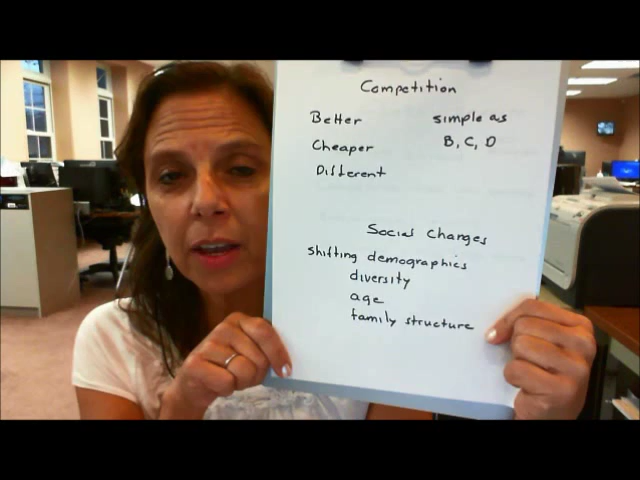 Competition
Better simple as
Cheaper B, C, D
Different
Social Changes
Shifting demographics
diversity
age
family structure